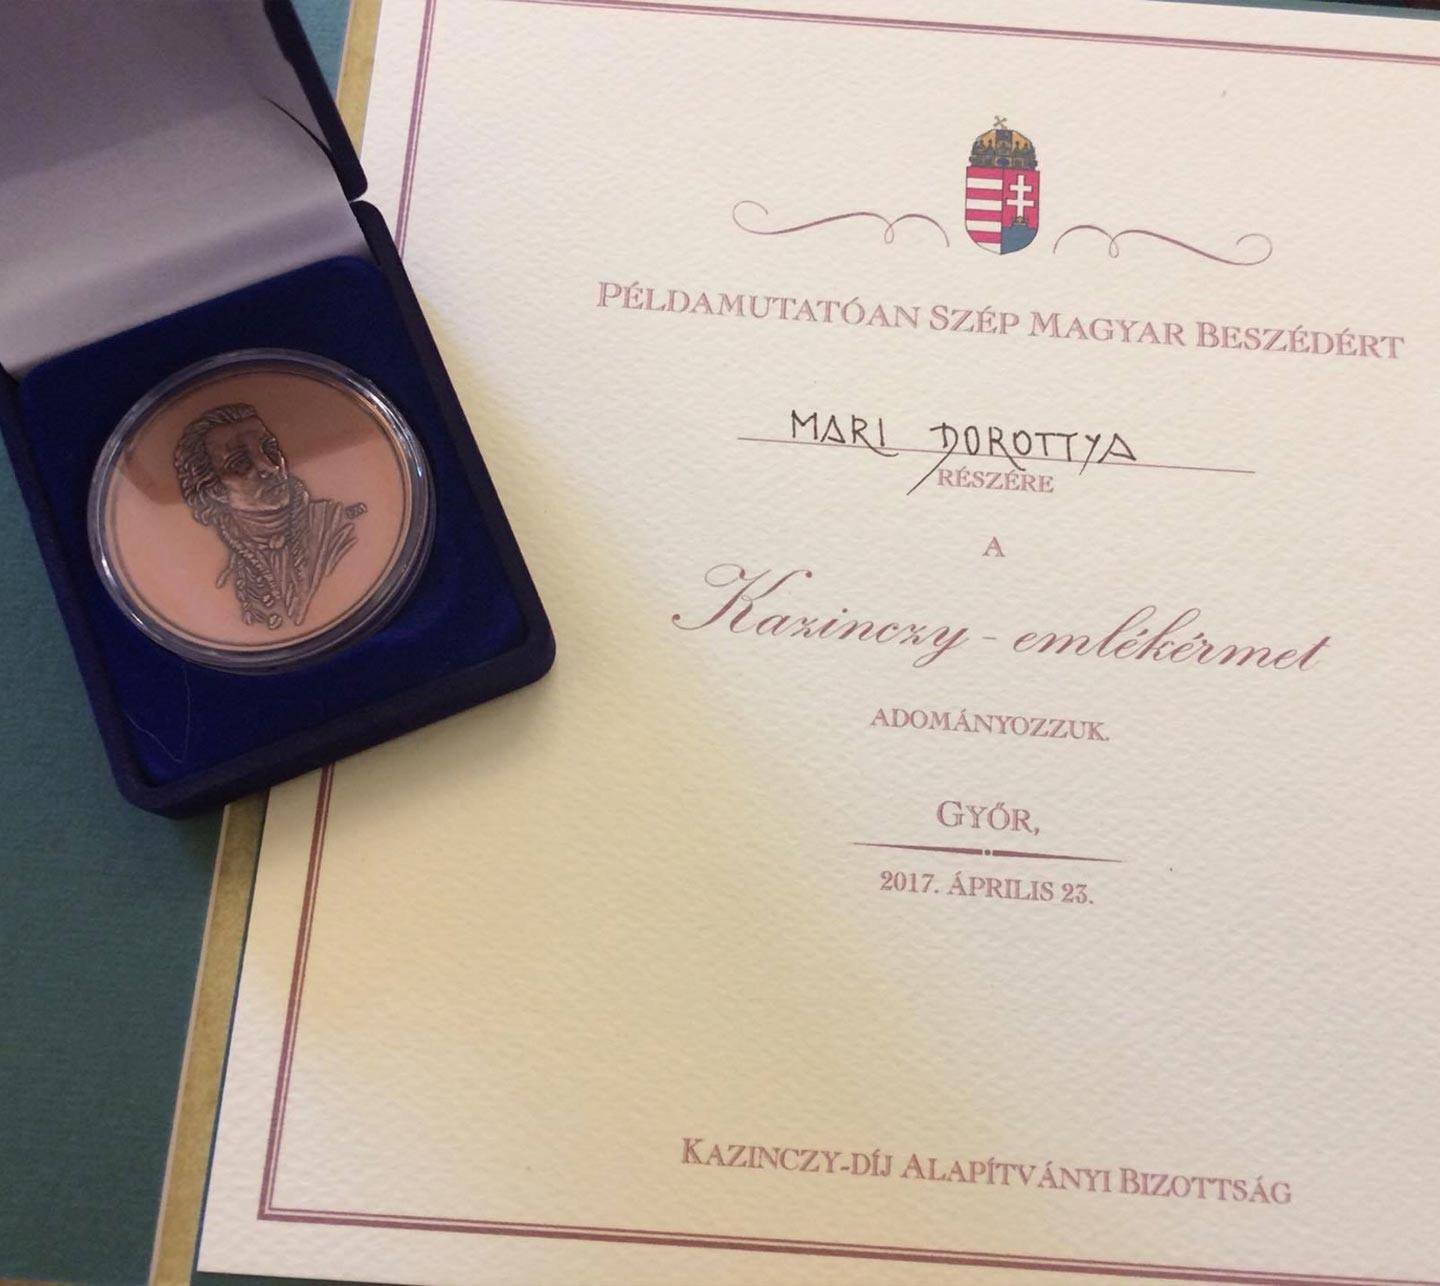 PÉLDAMUTATÓAN SZÉP MAGYAR BESZÉDÉRT
MARI DOROTTYA
RÉSZÉRE
A
Kazinczy-emlékérmet
ADOMÁNYOZZUK.
GYŐR,
2017. ÁPRILIS 23.
KAZINCZY-DÍJ ALAPÍTVÁNYI BIZOTTSÁG